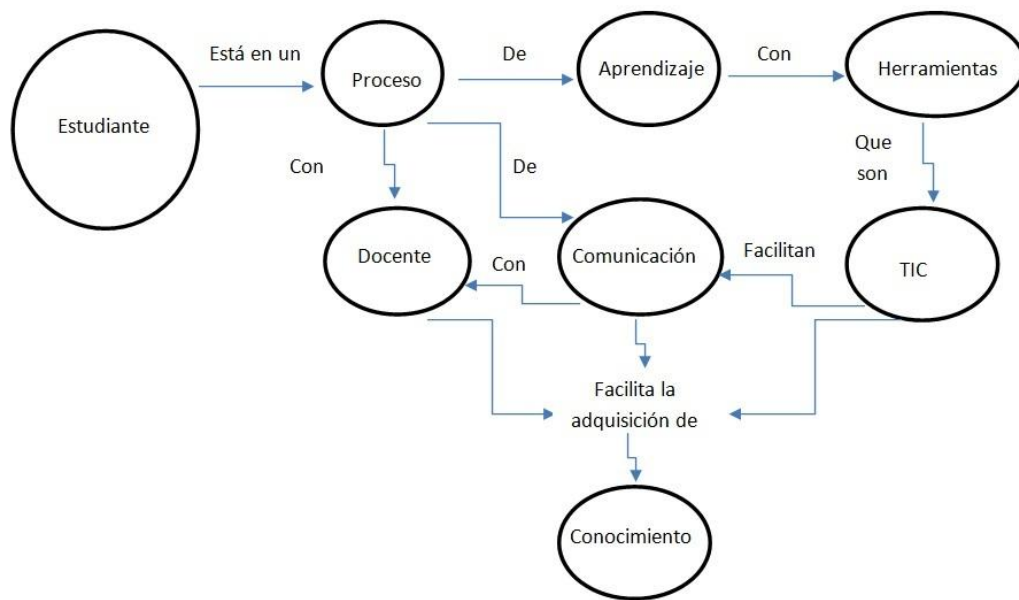 Está en un
De
Con
Proceso
Aprendizaje
Herramientas
Estudiante
Con
De
Que
son
Docente
Con
Comunicación
Facilitan
TIC
Facilita la
adquisición de
Conocimiento